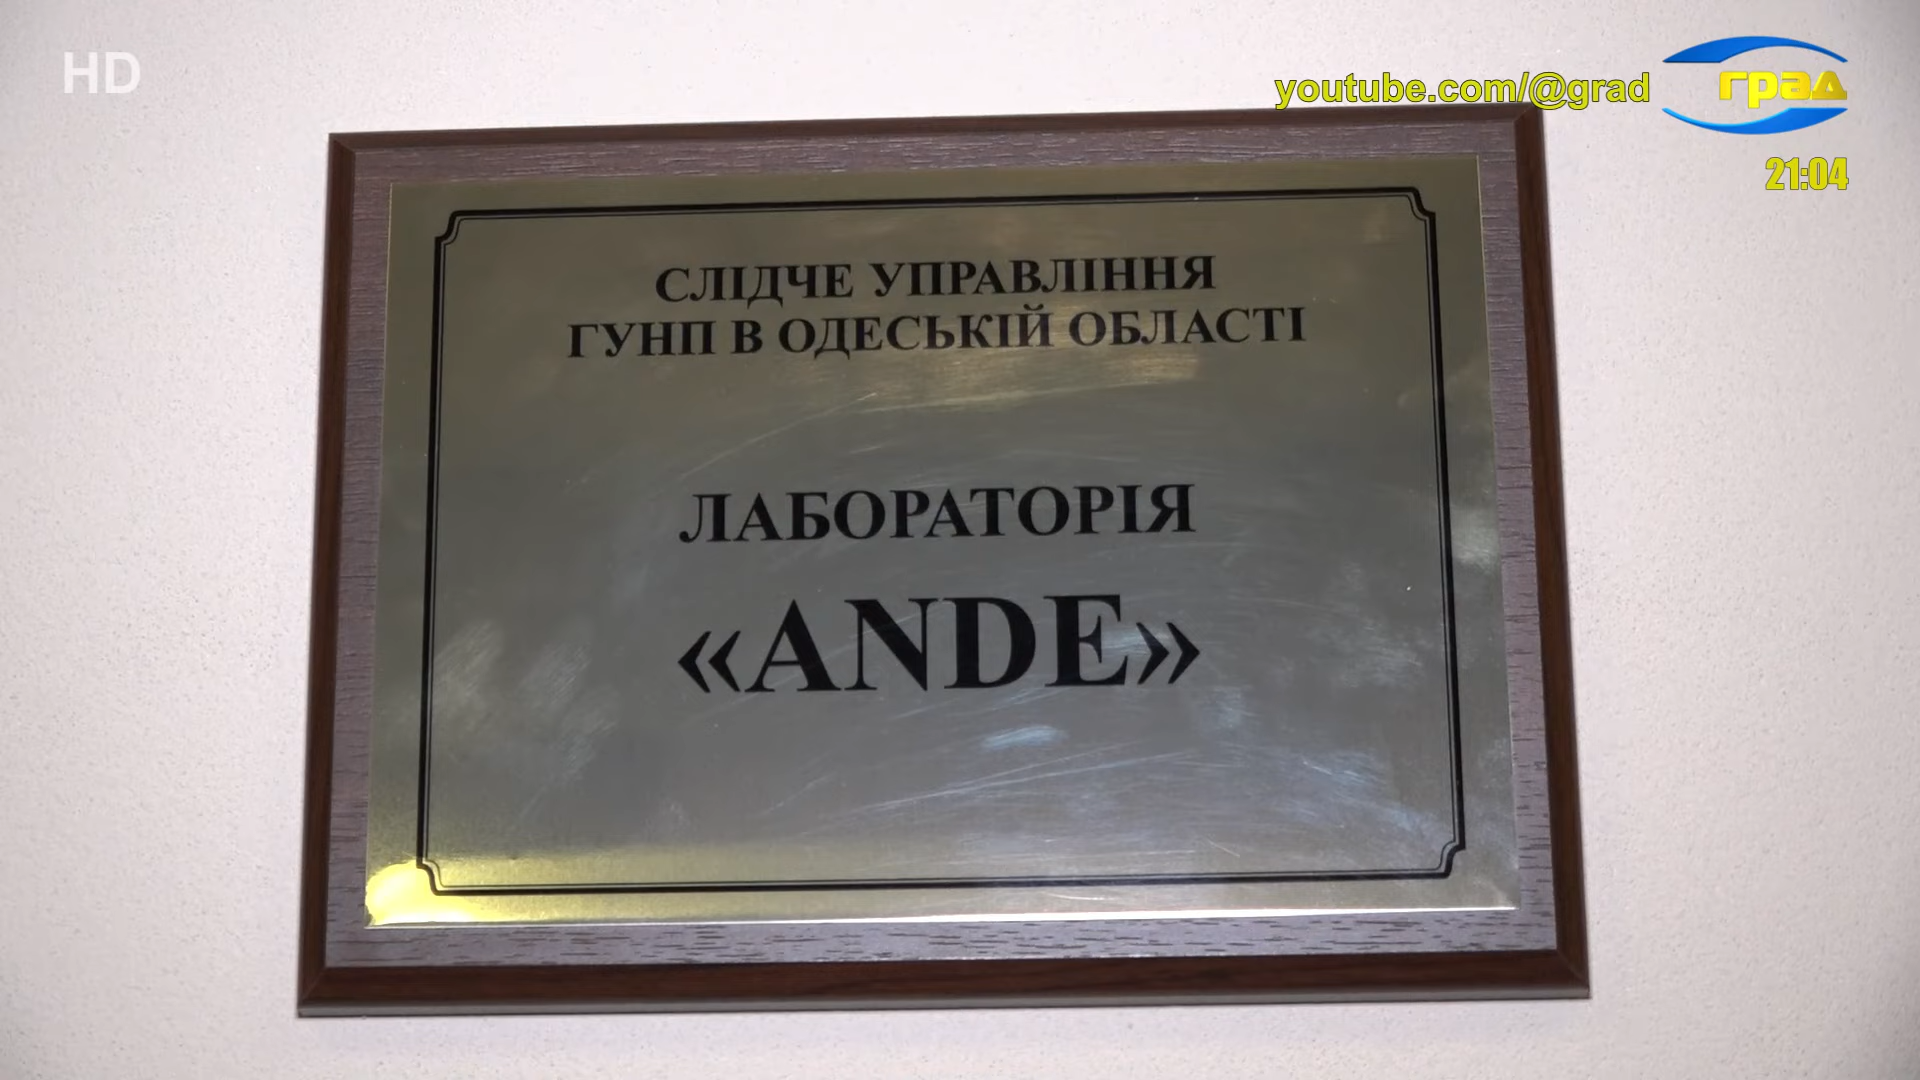 HD
youtube.com/@grad
град
21:04
СЛІДЧЕ УПРАВЛІННЯ
ГУНП В ОДЕСЬКІЙ ОБЛАСТІ
ЛАБОРАТОРІЯ
«ANDE»